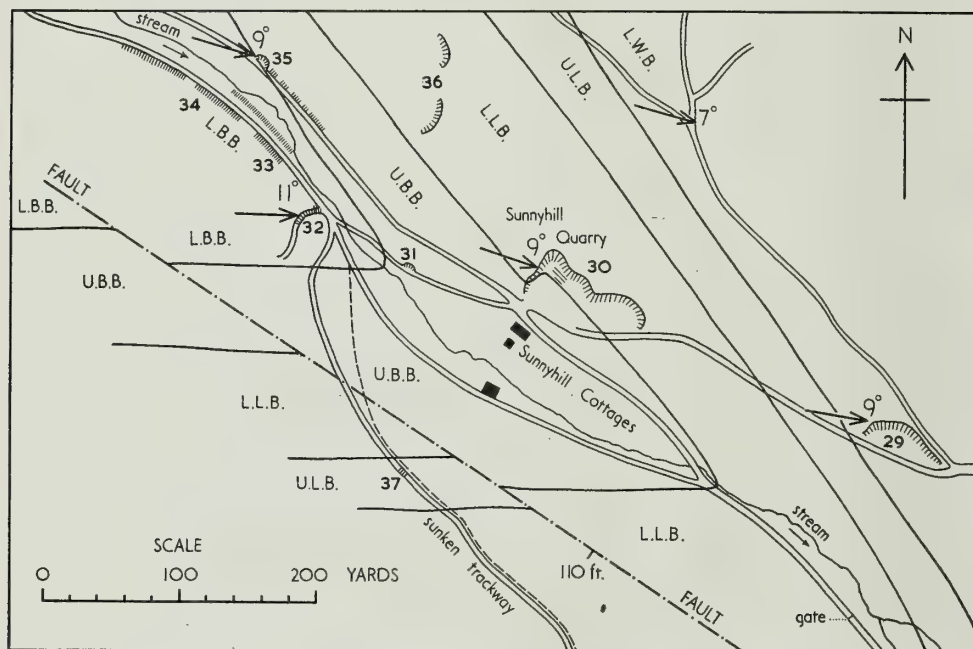 stream
9°
35
36
L.W.B.
N
U.L.B.
L.L.B.
7°
34
L.B.B.
33
U.B.B.
FAULT
11°
L.B.B.
L.B.B.
32
Sunnyhill
9° Quarry
31
30
U.B.B.
U.B.B.
Sunnyhill
Cottages
L.L.B.
9°
29
U.L.B.
37
stream
L.L.B.
SCALE
0 100 200 YARDS
sunken
trackway
110 ft.
FAULT
gate